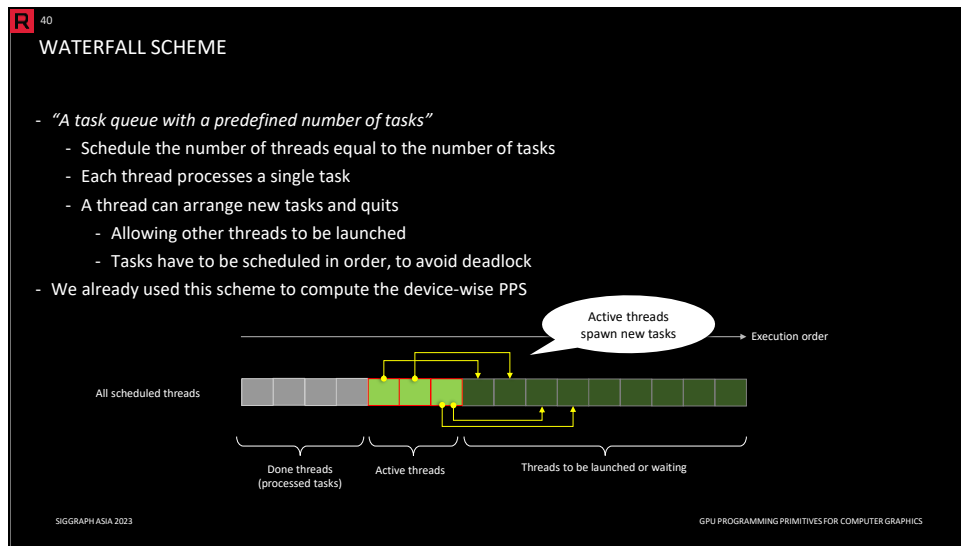 R 40
WATERFALL SCHEME
- “A task queue with a predefined number of tasks”
- Schedule the number of threads equal to the number of tasks
- Each thread processes a single task
- A thread can arrange new tasks and quits
- Allowing other threads to be launched
- Tasks have to be scheduled in order, to avoid deadlock
- We already used this scheme to compute the device-wise PPS
Active threads
spawn new tasks
Execution order
All scheduled threads
Done threads
(processed tasks)
Active threads
Threads to be launched or waiting
SIGGRAPH ASIA 2023
GPU PROGRAMMING PRIMITIVES FOR COMPUTER GRAPHICS